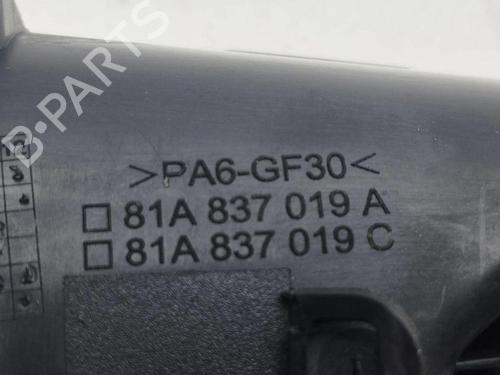 B-PARTS
>PA6-GF30<
□ 81A 837 019 A
□ 81A 837 019 C